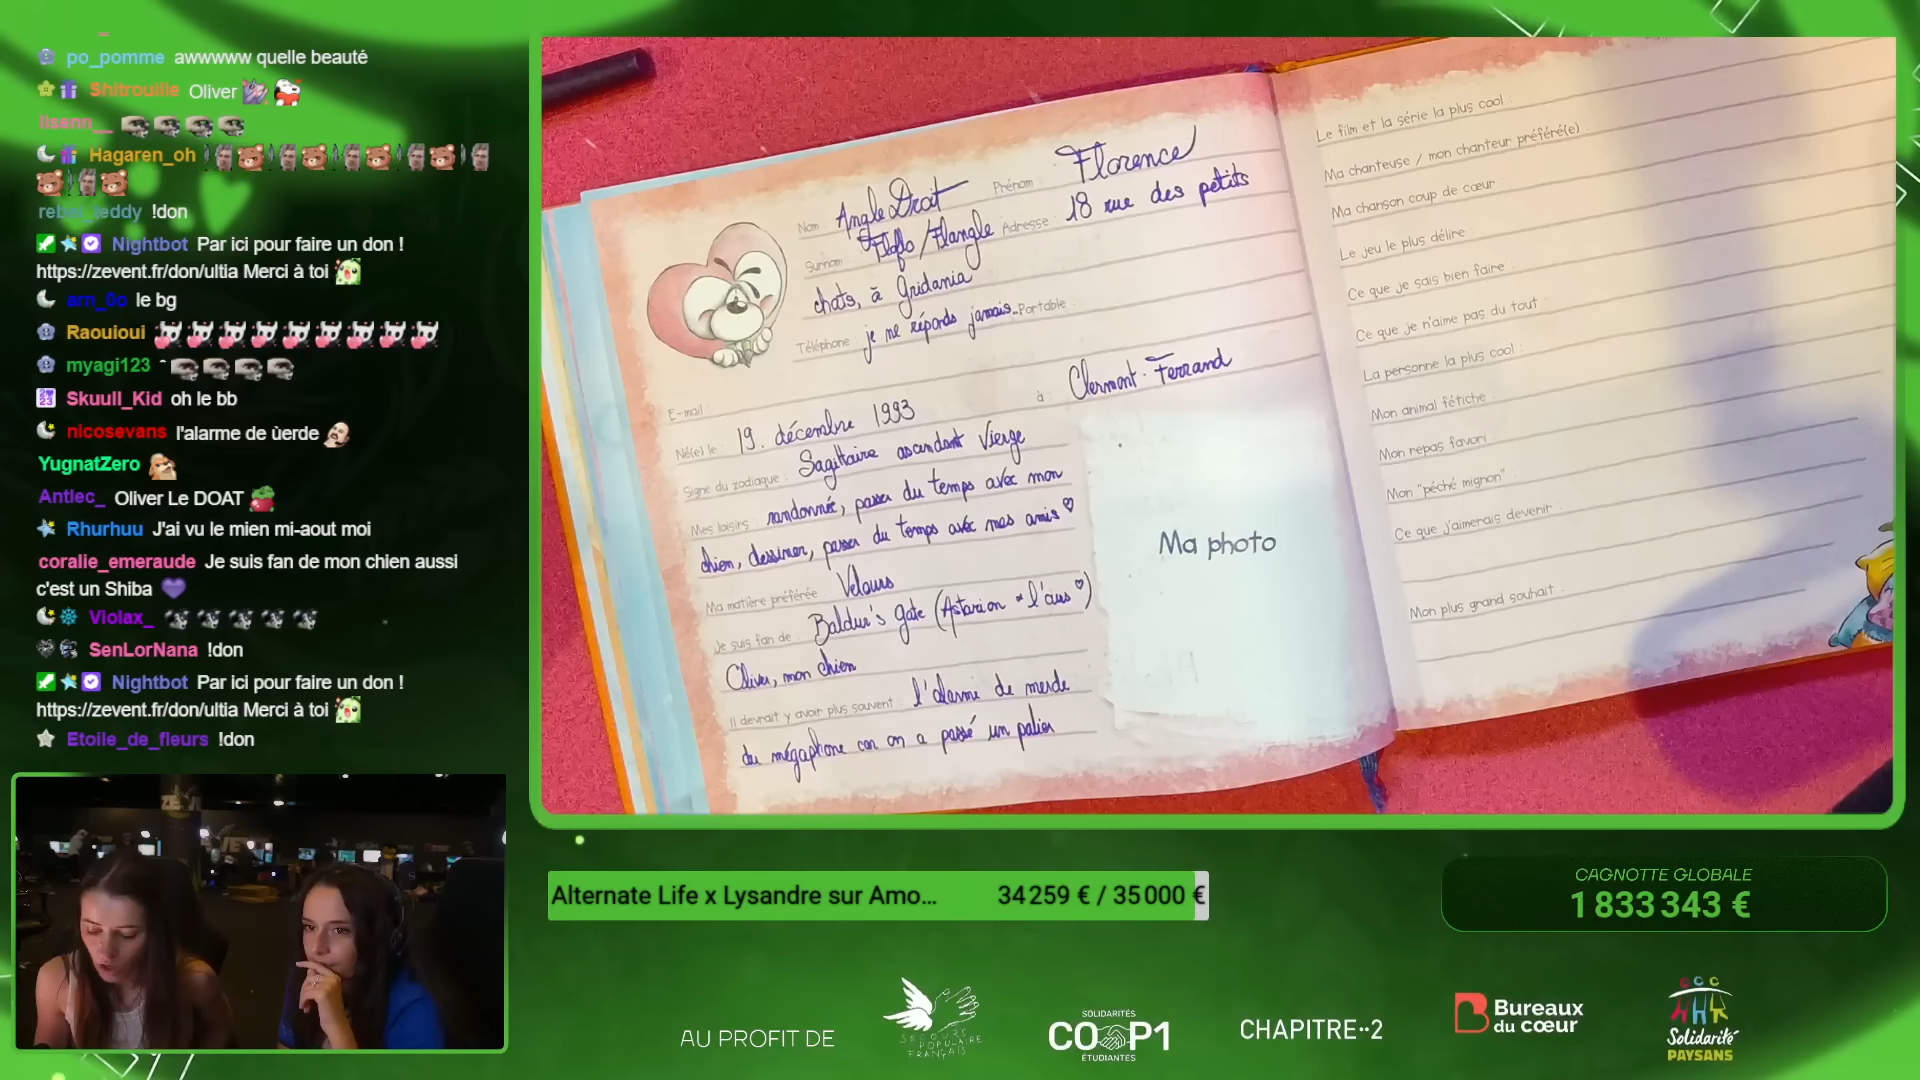 po_pomme awwwww quelle beauté
Shitrouille Oliver
lisenn__
Hagaren_oh
rebel_teddy !don
Nightbot Par ici pour faire un don !
https://zevent.fr/don/ultia Merci à toi
arn_0o le bg
Raouioui
myagi123 ^
Skuull_Kid oh le bb
nicosevans l'alarme de ùerde
YugnatZero
Antlec_ Oliver Le DOAT
Rhurhuu J'ai vu le mien mi-aout moi
coralie_emeraude Je suis fan de mon chien aussi
c'est un Shiba
Violax_
SenLorNana !don
Nightbot Par ici pour faire un don !
https://zevent.fr/don/ultia Merci à toi
Etoile_de_fleurs !don
Nom : Angle Droit Prénom : Florence
Surnom : Floflo / Flangle Adresse : 18 rue des petits
chats, à Gridania
Téléphone : je ne réponds jamais Portable :
E-mail :
Né(e) le : 19. décembre 1993 à : Clermont-Ferrand
Signe du zodiaque : Sagittaire ascendant Vierge
Mes loisirs : randonnée, passer du temps avec mon
chien, dessiner, passer du temps avec mes amis ♡
Ma matière préférée : Velours
Je suis fan de : Baldur's Gate (Astarion + l'ours ♡)
Oliver, mon chien
Il devrait y avoir plus souvent : l'alarme de merde
du mégaphone car on a passé un palier
Ma photo
Le film et la série la plus cool :
Ma chanteuse / mon chanteur préféré(e) :
Ma chanson coup de cœur :
Le jeu le plus délire :
Ce que je sais bien faire :
Ce que je n'aime pas du tout :
La personne la plus cool :
Mon animal fétiche :
Mon repas favori :
Mon "péché mignon" :
Ce que j'aimerais devenir :
Mon plus grand souhait :
Alternate Life x Lysandre sur Amo... 34 259 € / 35 000 €
CAGNOTTE GLOBALE
1 833 343 €
AU PROFIT DE
SECOURS
POPULAIRE
FRANÇAIS
SOLIDARITÉS
COP1
ÉTUDIANTES
CHAPITRE··2
Bureaux
du cœur
Solidarité
PAYSANS